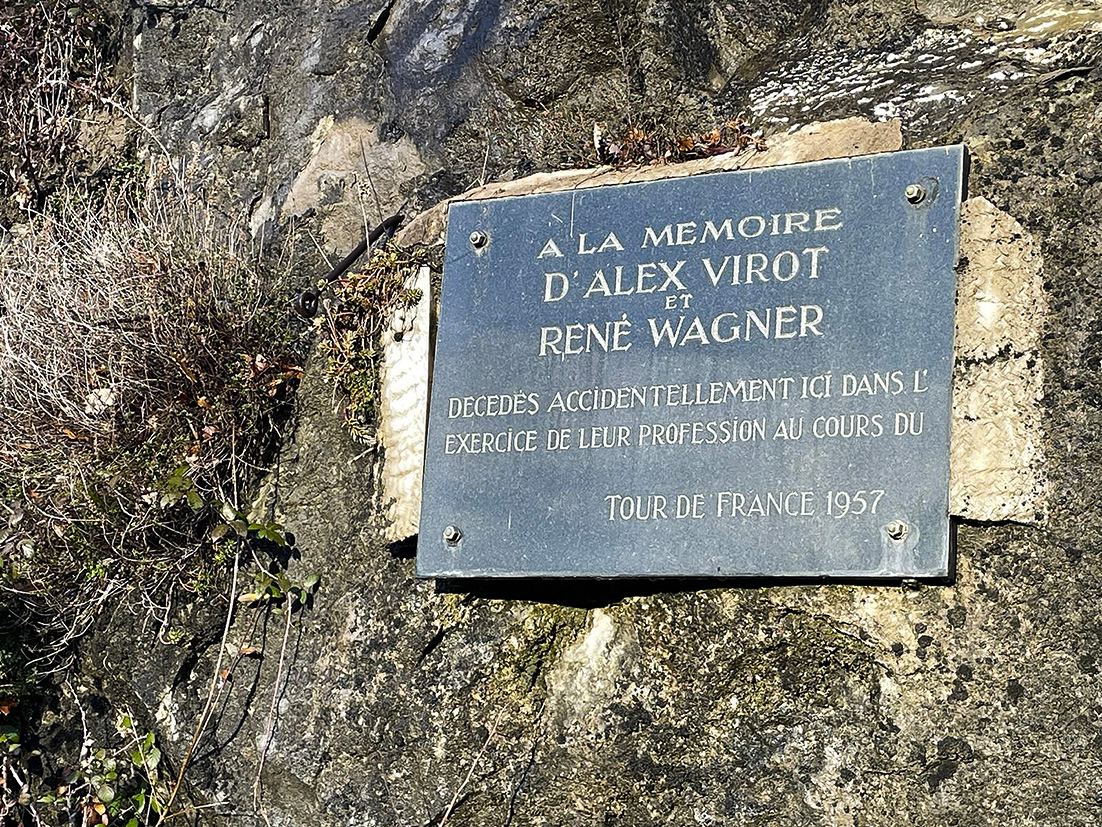 A LA MEMOIRE
D'ALEX VIROT
ET
RENÉ WAGNER
DECEDÉS ACCIDENTELLEMENT ICI DANS L'
EXERCICE DE LEUR PROFESSION AU COURS DU
TOUR DE FRANCE 1957